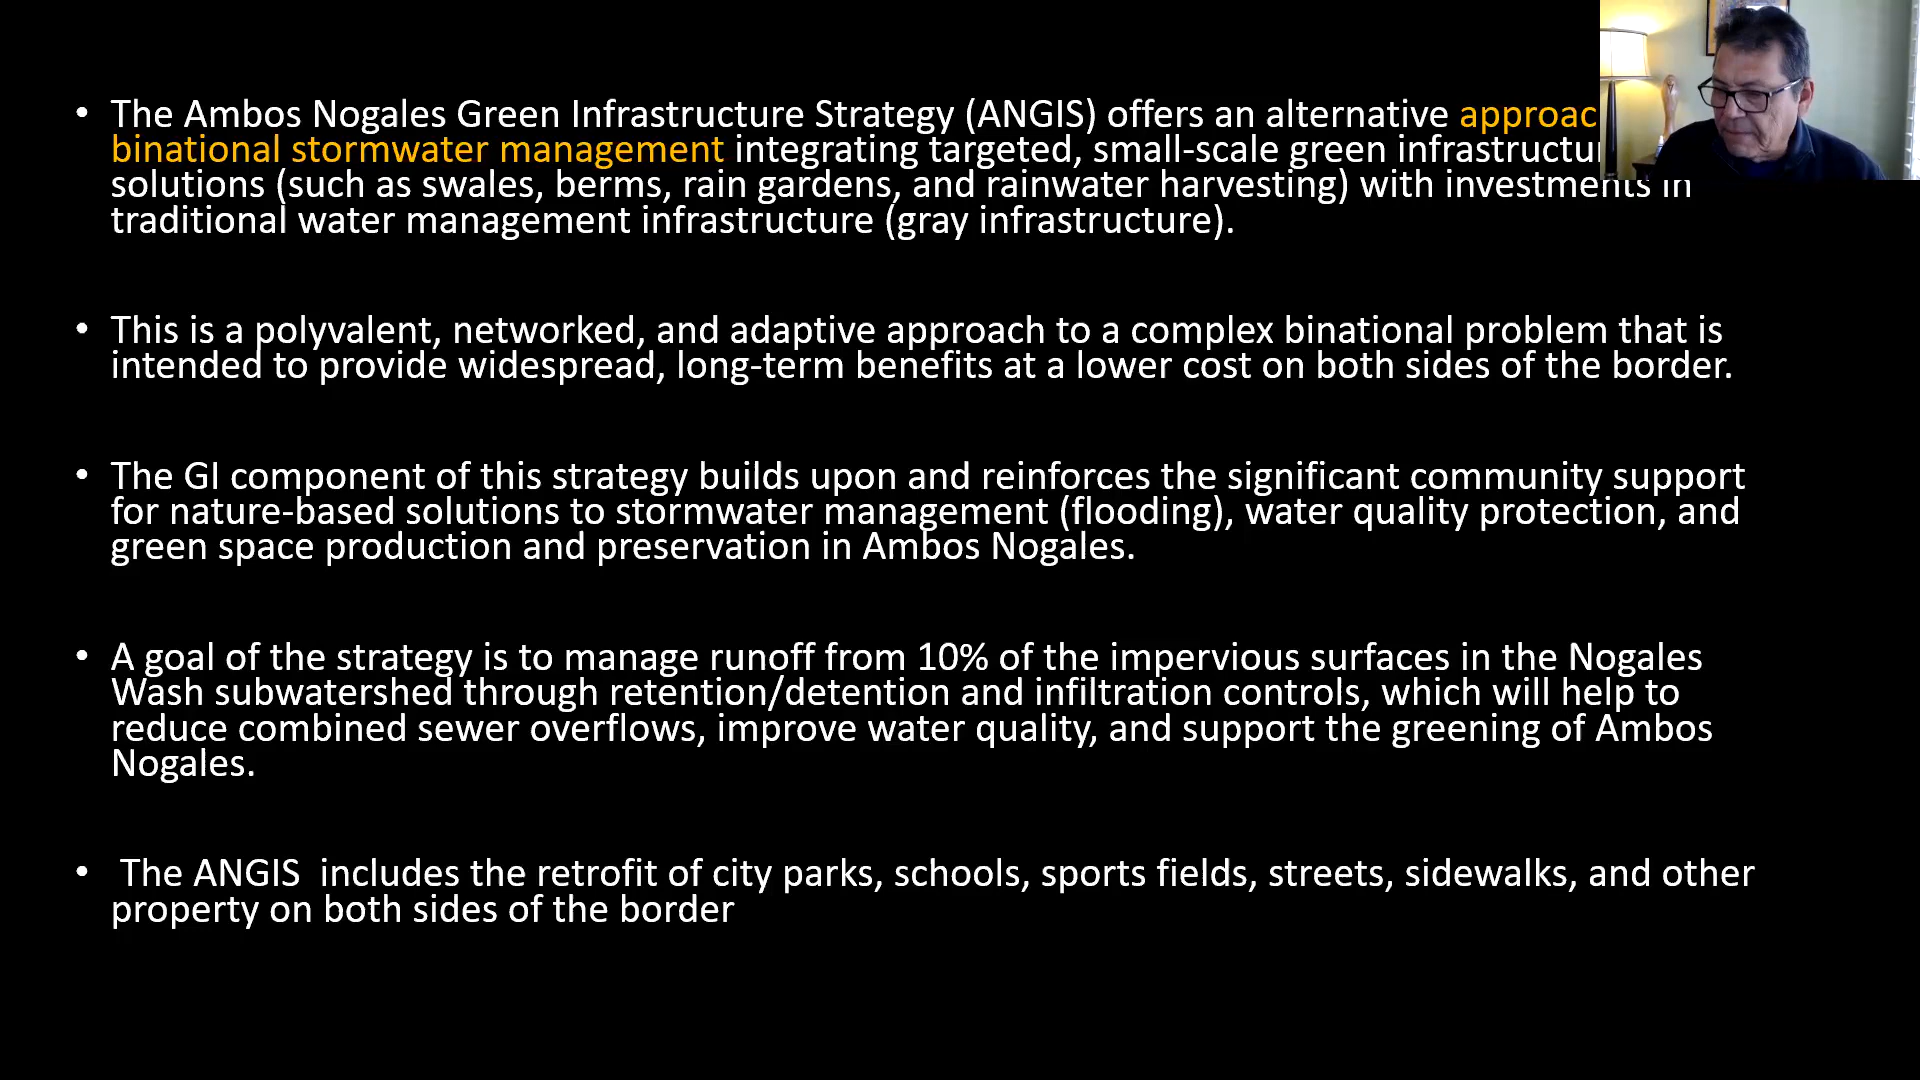 • The Ambos Nogales Green Infrastructure Strategy (ANGIS) offers an alternative
binational stormwater management integrating targeted, small-scale green
solutions (such as swales, berms, rain gardens, and rainwater harvesting) with investments in
traditional water management infrastructure (gray infrastructure).
• This is a polyvalent, networked, and adaptive approach to a complex binational problem that is
intended to provide widespread, long-term benefits at a lower cost on both sides of the border.
• The GI component of this strategy builds upon and reinforces the significant community support
for nature-based solutions to stormwater management (flooding), water quality protection, and
green space production and preservation in Ambos Nogales.
• A goal of the strategy is to manage runoff from 10% of the impervious surfaces in the Nogales
Wash subwatershed through retention/detention and infiltration controls, which will help to
reduce combined sewer overflows, improve water quality, and support the greening of Ambos
Nogales.
• The ANGIS includes the retrofit of city parks, schools, sports fields, streets, sidewalks, and other
property on both sides of the border